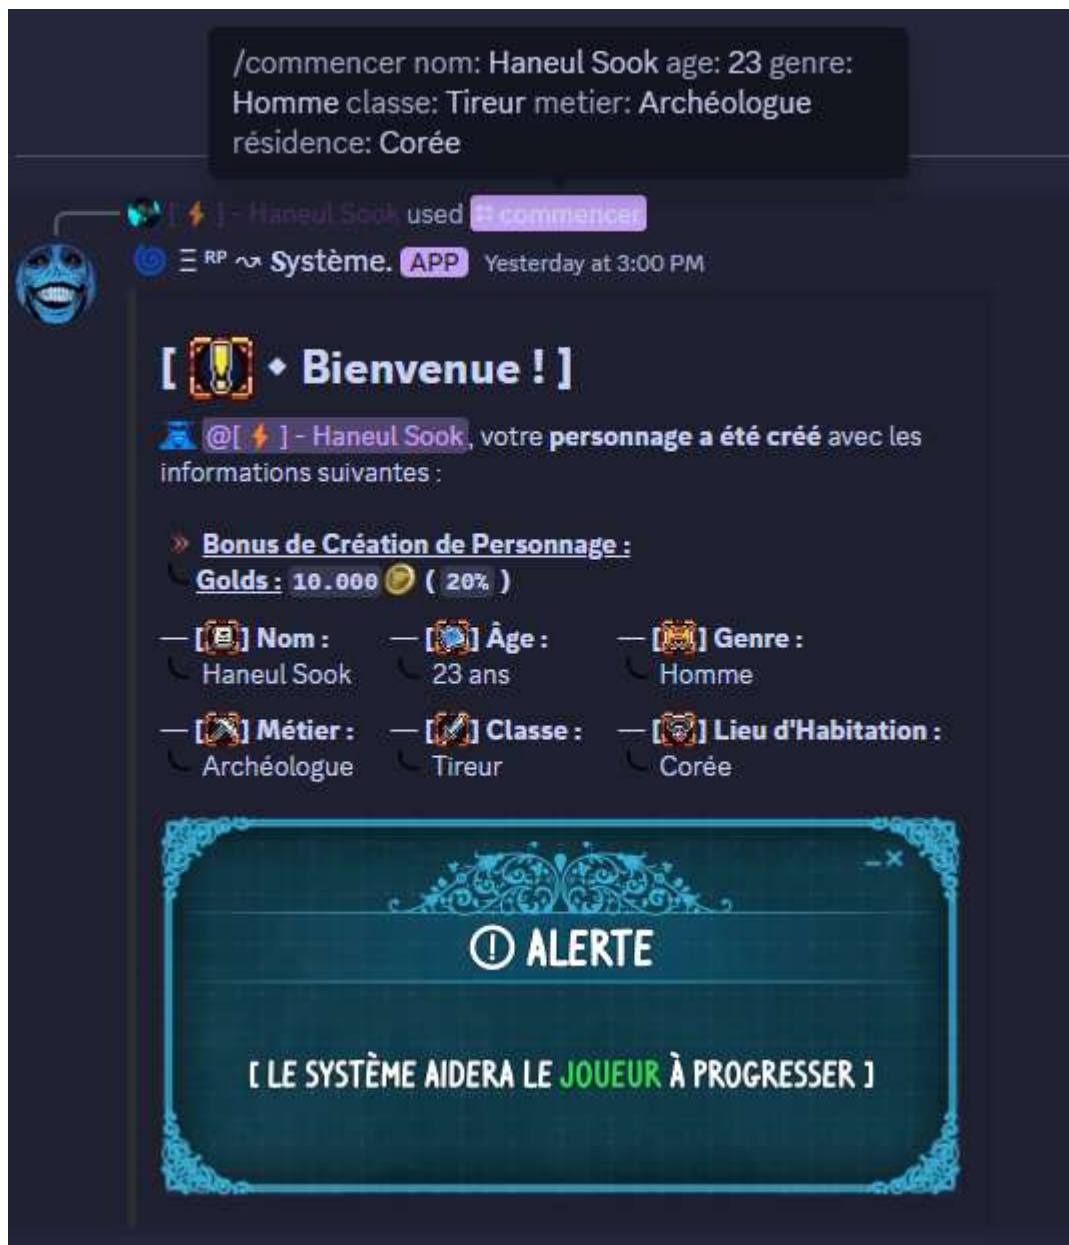 /commencer nom: Haneul Sook age: 23 genre:
Homme classe: Tireur metier: Archéologue
résidence: Corée
[ ⚡ ] - Haneul Sook used commencer
Ξ ᴿᴾ ↝ Système. APP Yesterday at 3:00 PM
[ ! • Bienvenue ! ]
@[ ⚡ ] - Haneul Sook, votre personnage a été créé avec les
informations suivantes :
» Bonus de Création de Personnage :
Golds : 10.000 ( 20% )
— [] Nom : — [] Âge : — [] Genre :
Haneul Sook 23 ans Homme
— [] Métier : — [] Classe : — [] Lieu d'Habitation :
Archéologue Tireur Corée
ALERTE
[ LE SYSTÈME AIDERA LE JOUEUR À PROGRESSER ]